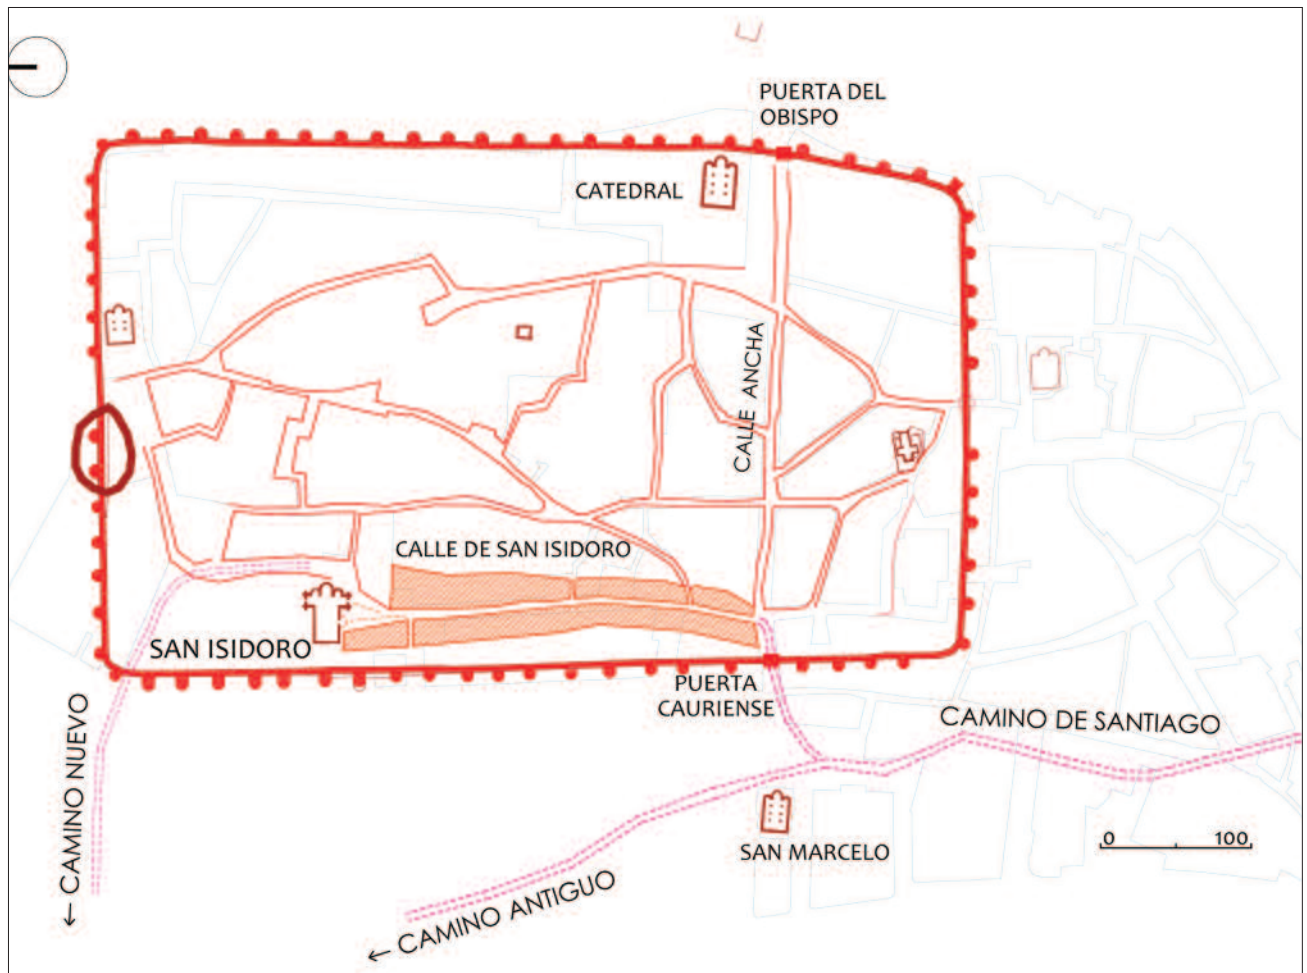 PUERTA DEL
OBISPO
CATEDRAL
CALLE ANCHA
CALLE DE SAN ISIDORO
SAN ISIDORO
PUERTA
CAURIENSE
CAMINO DE SANTIAGO
← CAMINO NUEVO
0 100
SAN MARCELO
← CAMINO ANTIGUO